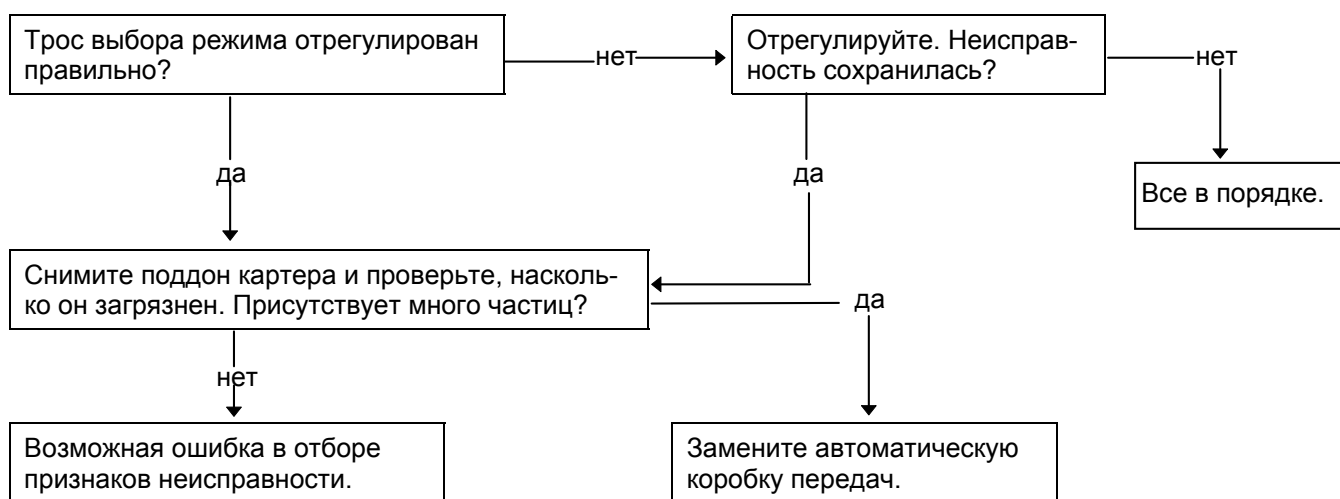 Трос выбора режима отрегулирован
правильно?
нет
Отрегулируйте. Неисправ-
ность сохранилась?
нет
да
да
Все в порядке.
Снимите поддон картера и проверьте, насколь-
ко он загрязнен. Присутствует много частиц?
да
нет
Возможная ошибка в отборе
признаков неисправности.
Замените автоматическую
коробку передач.